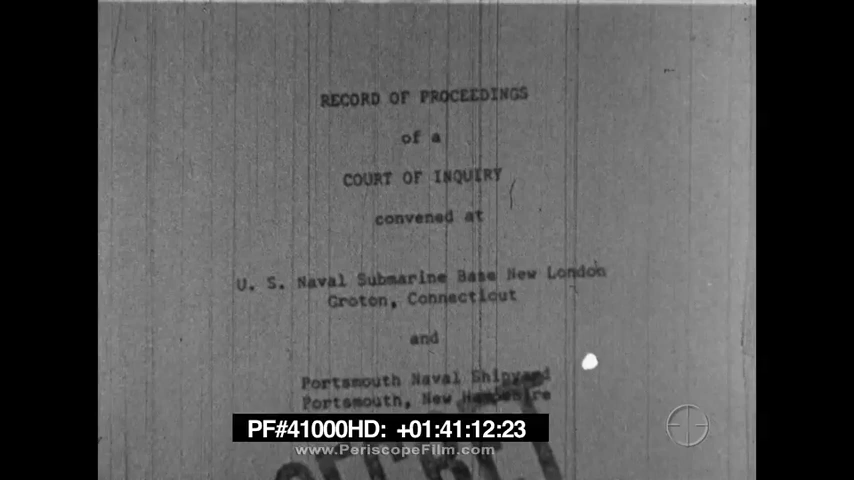 RECORD OF PROCEEDINGS
of a
COURT OF INQUIRY
convened at
U. S. Naval Submarine Base New London
Groton, Connecticut
and
Portsmouth Naval Shipyard
Portsmouth, New Hampshire
PF#41000HD: +01:41:12:23
www.PeriscopeFilm.com